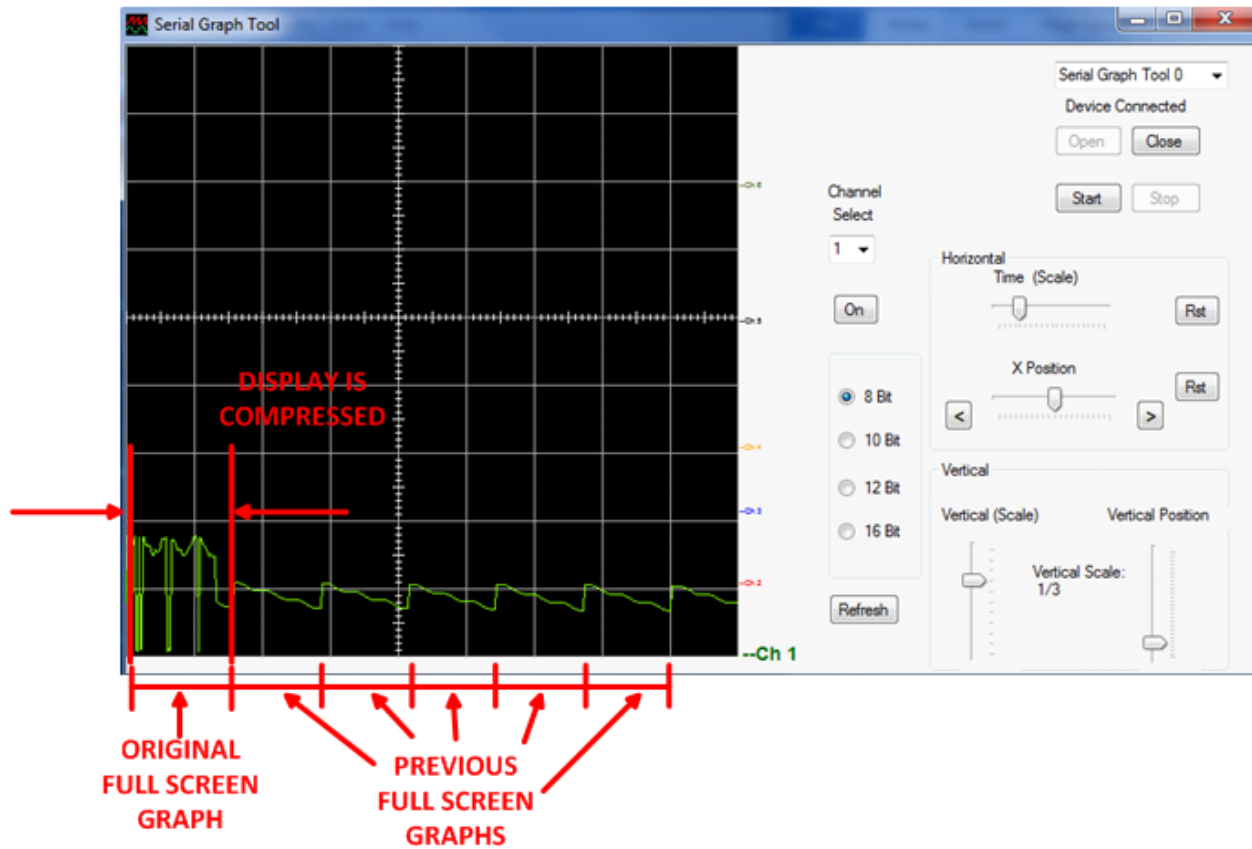 Serial Graph Tool
Serial Graph Tool 0
Device Connected
Open
Close
Start
Stop
Channel
Select
1
On
8 Bit
10 Bit
12 Bit
16 Bit
Refresh
Horizontal
Time (Scale)
Rst
X Position
Rst
<
>
Vertical
Vertical (Scale)
Vertical Position
Vertical Scale:
1/3
--Ch 1
DISPLAY IS
COMPRESSED
ORIGINAL
FULL SCREEN
GRAPH
PREVIOUS
FULL SCREEN
GRAPHS